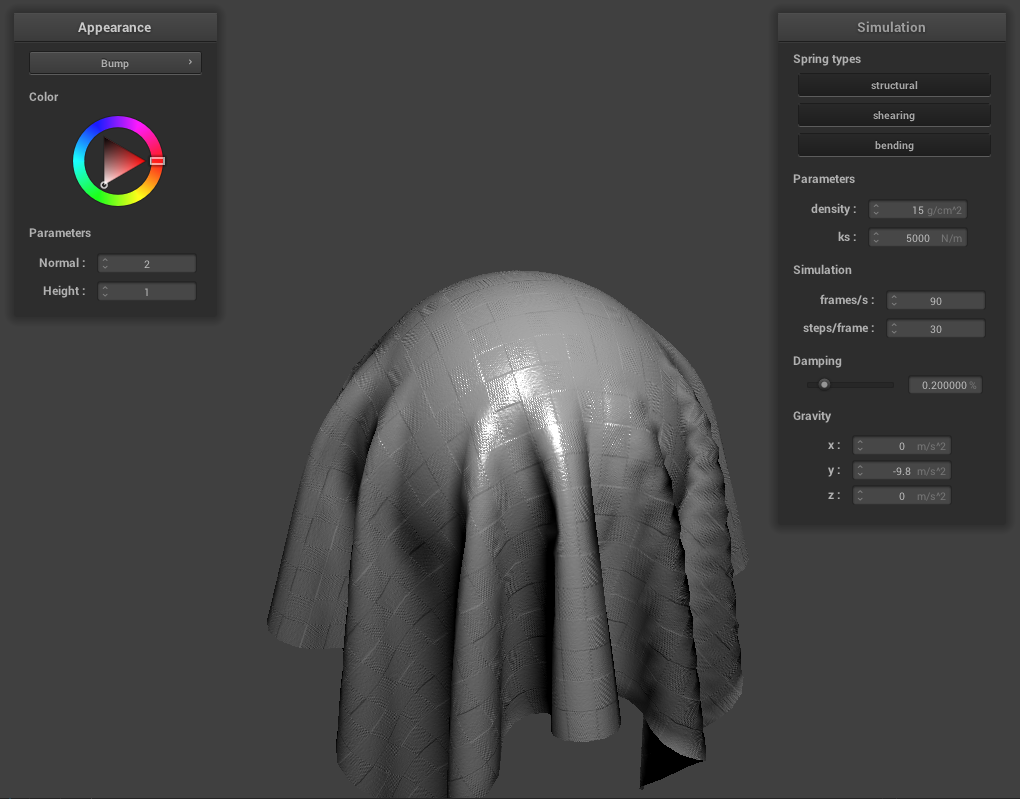 Appearance
Bump
Color
Parameters
Normal : 2
Height : 1
Simulation
Spring types
structural
shearing
bending
Parameters
density : 15 g/cm^2
ks : 5000 N/m
Simulation
frames/s : 90
steps/frame : 30
Damping
0.200000 %
Gravity
x : 0 m/s^2
y : -9.8 m/s^2
z : 0 m/s^2